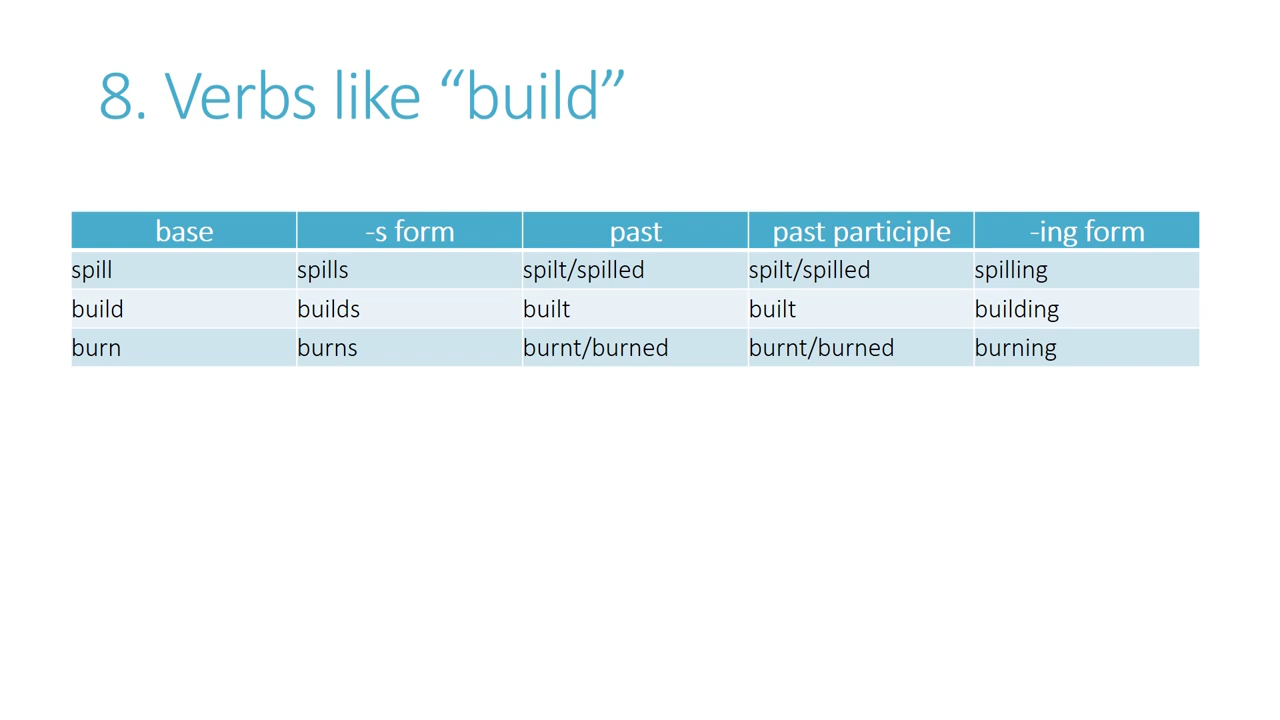 8. Verbs like “build”
base -s form past past participle -ing form
spill spills spilt/spilled spilt/spilled spilling
build builds built built building
burn burns burnt/burned burnt/burned burning